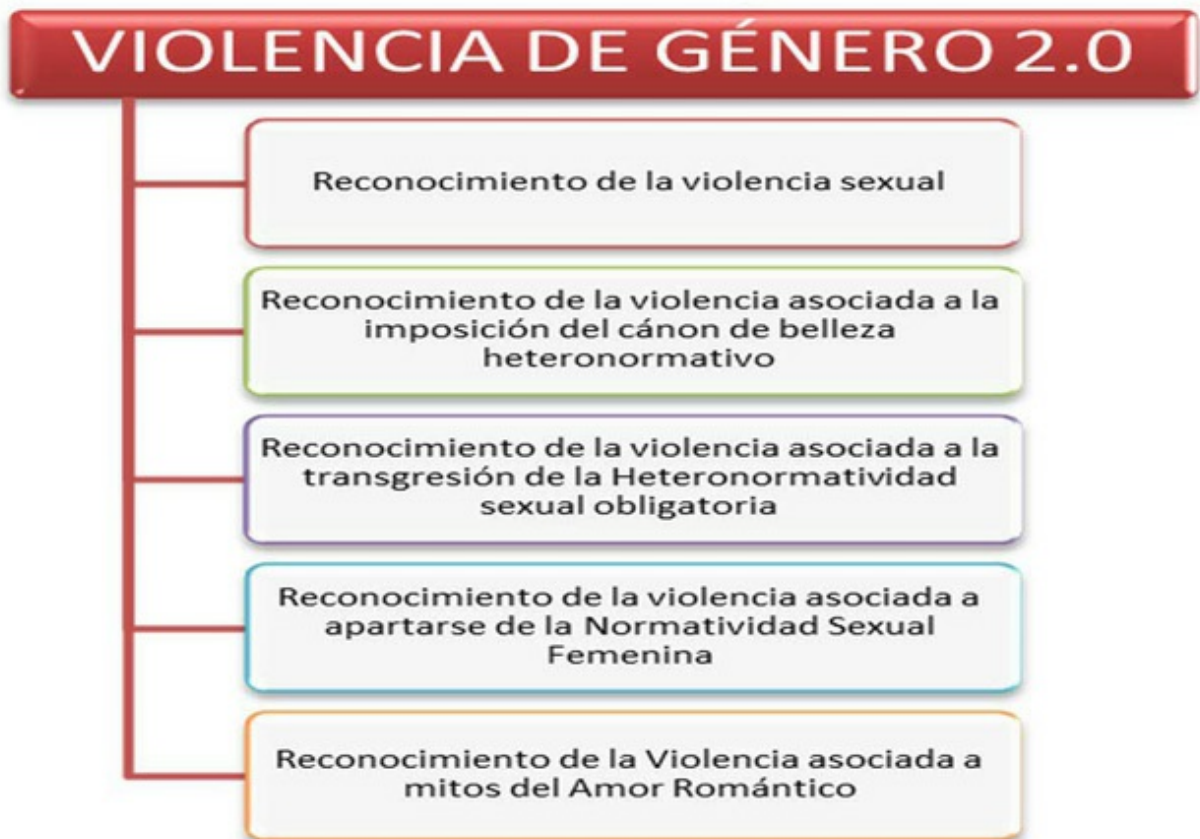 VIOLENCIA DE GÉNERO 2.0
Reconocimiento de la violencia sexual
Reconocimiento de la violencia asociada a la
imposición del cánon de belleza
heteronormativo
Reconocimiento de la violencia asociada a la
transgresión de la Heteronormatividad
sexual obligatoria
Reconocimiento de la violencia asociada a
apartarse de la Normatividad Sexual
Femenina
Reconocimiento de la Violencia asociada a
mitos del Amor Romántico